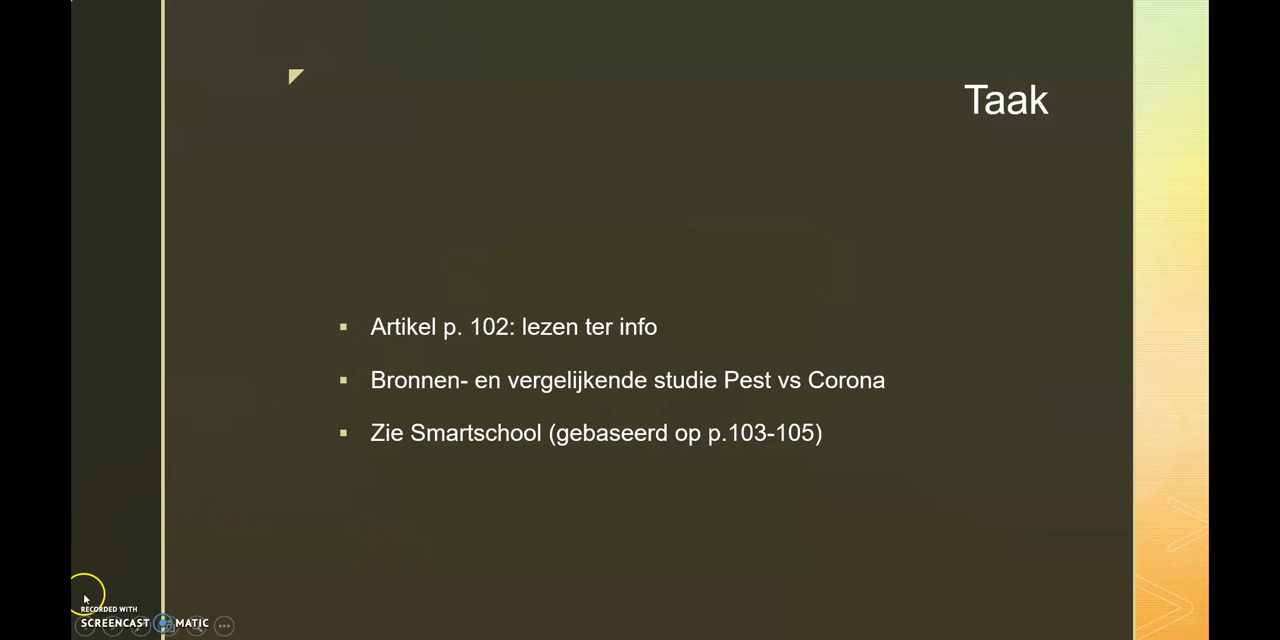 Taak
Artikel p. 102: lezen ter info
Bronnen- en vergelijkende studie Pest vs Corona
Zie Smartschool (gebaseerd op p.103-105)
RECORDED WITH
SCREENCAST MATIC